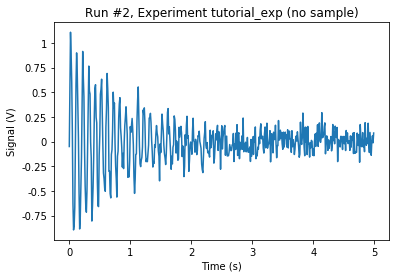 Run #2, Experiment tutorial_exp (no sample)
Signal (V)
1
0.75
0.5
0.25
0
-0.25
-0.5
-0.75
0 1 2 3 4 5
Time (s)